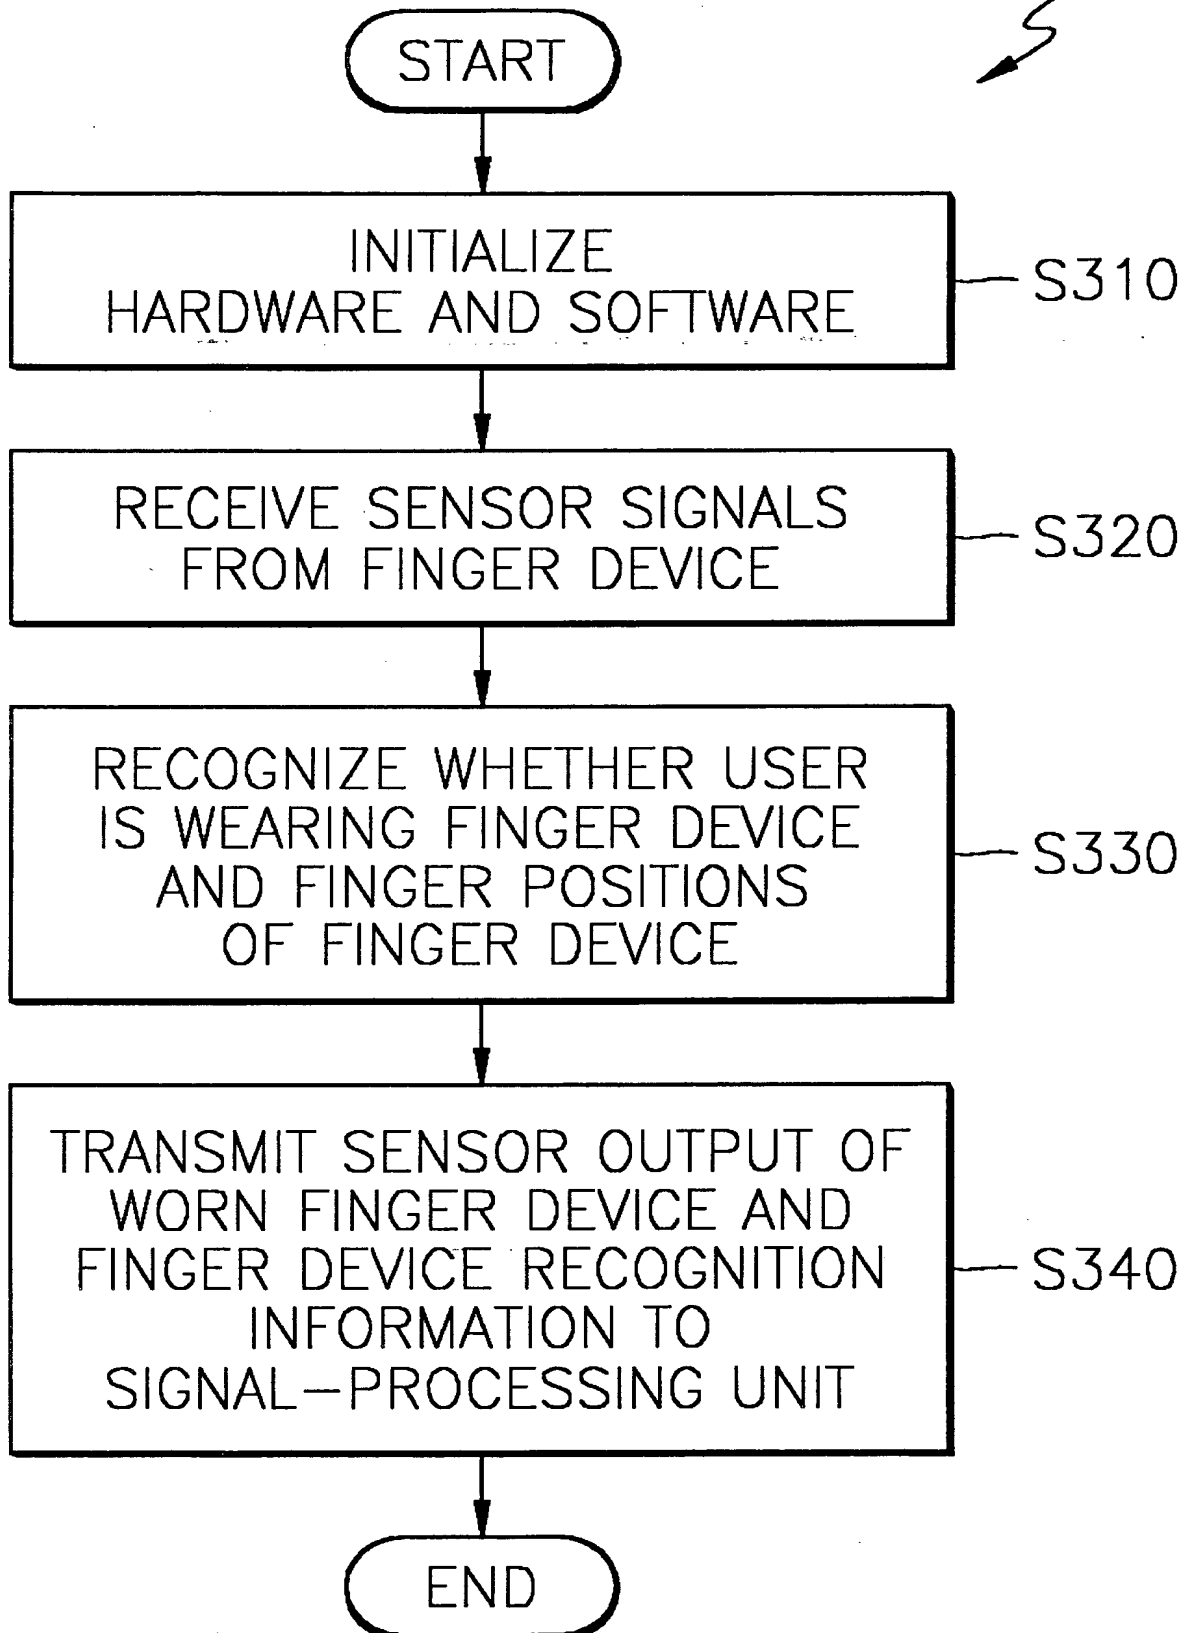 START
INITIALIZE
HARDWARE AND SOFTWARE
S310
RECEIVE SENSOR SIGNALS
FROM FINGER DEVICE
S320
RECOGNIZE WHETHER USER
IS WEARING FINGER DEVICE
AND FINGER POSITIONS
OF FINGER DEVICE
S330
TRANSMIT SENSOR OUTPUT OF
WORN FINGER DEVICE AND
FINGER DEVICE RECOGNITION
INFORMATION TO
SIGNAL-PROCESSING UNIT
S340
END